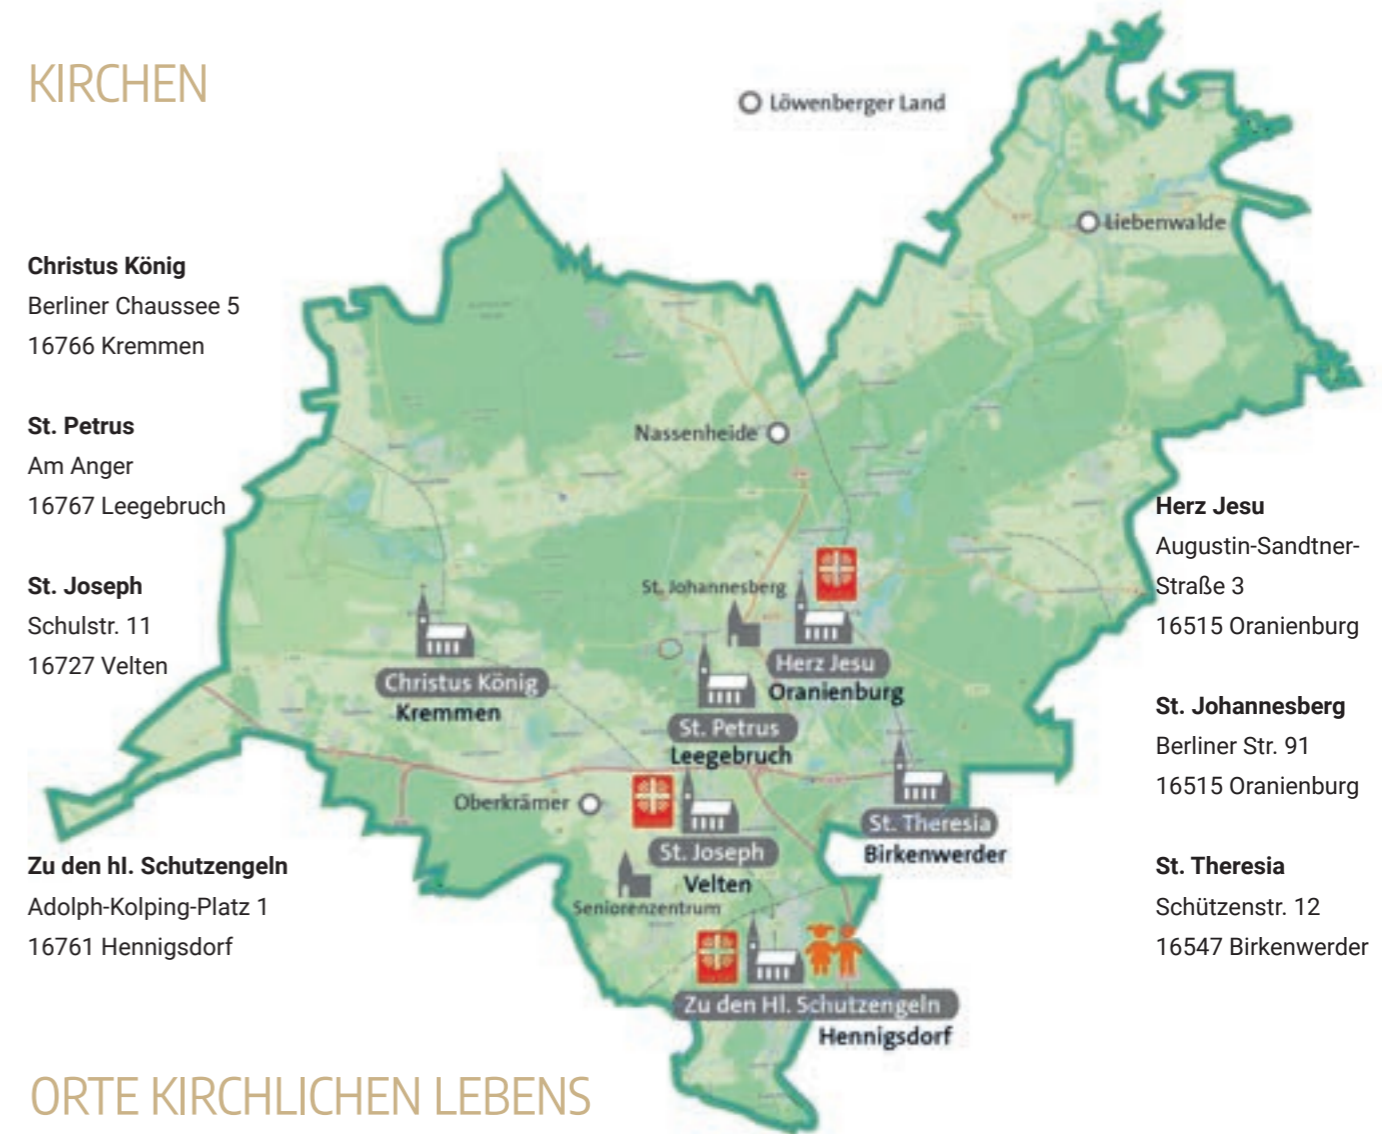 KIRCHEN
Christus König
Berliner Chaussee 5
16766 Kremmen
St. Petrus
Am Anger
16767 Leegebruch
St. Joseph
Schulstr. 11
16727 Velten
Zu den hl. Schutzengeln
Adolph-Kolping-Platz 1
16761 Hennigsdorf
Löwenberger Land
Liebenwalde
Nassenheide
St. Johannesberg
Herz Jesu
Oranienburg
Christus König
Kremmen
St. Petrus
Leegebruch
Oberkrämer
St. Theresia
Birkenwerder
St. Joseph
Velten
Seniorenzentrum
Zu den Hl. Schutzengeln
Hennigsdorf
Herz Jesu
Augustin-Sandtner-
Straße 3
16515 Oranienburg
St. Johannesberg
Berliner Str. 91
16515 Oranienburg
St. Theresia
Schützenstr. 12
16547 Birkenwerder
ORTE KIRCHLICHEN LEBENS